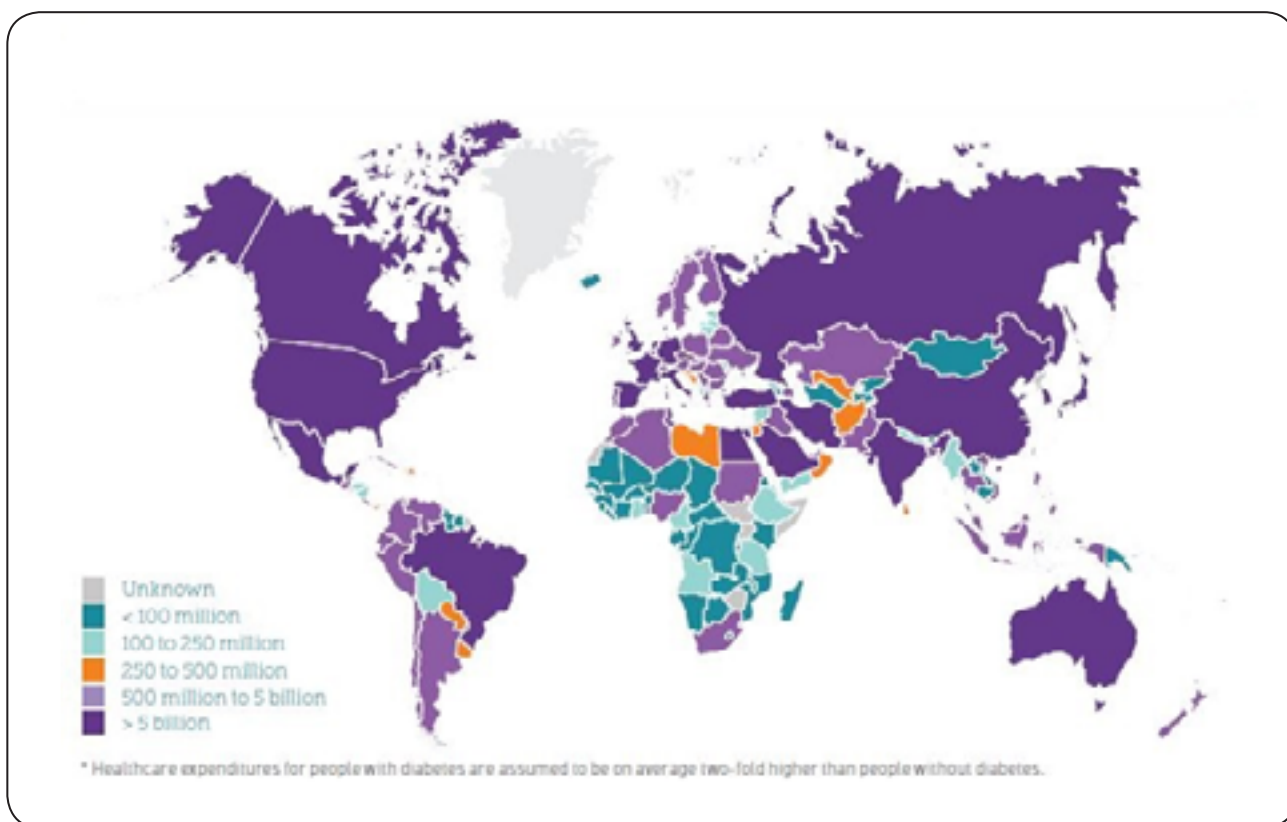 Unknown
< 100 million
100 to 250 million
250 to 500 million
500 million to 5 billion
> 5 billion
* Healthcare expenditures for people with diabetes are assumed to be on average two-fold higher than people without diabetes.